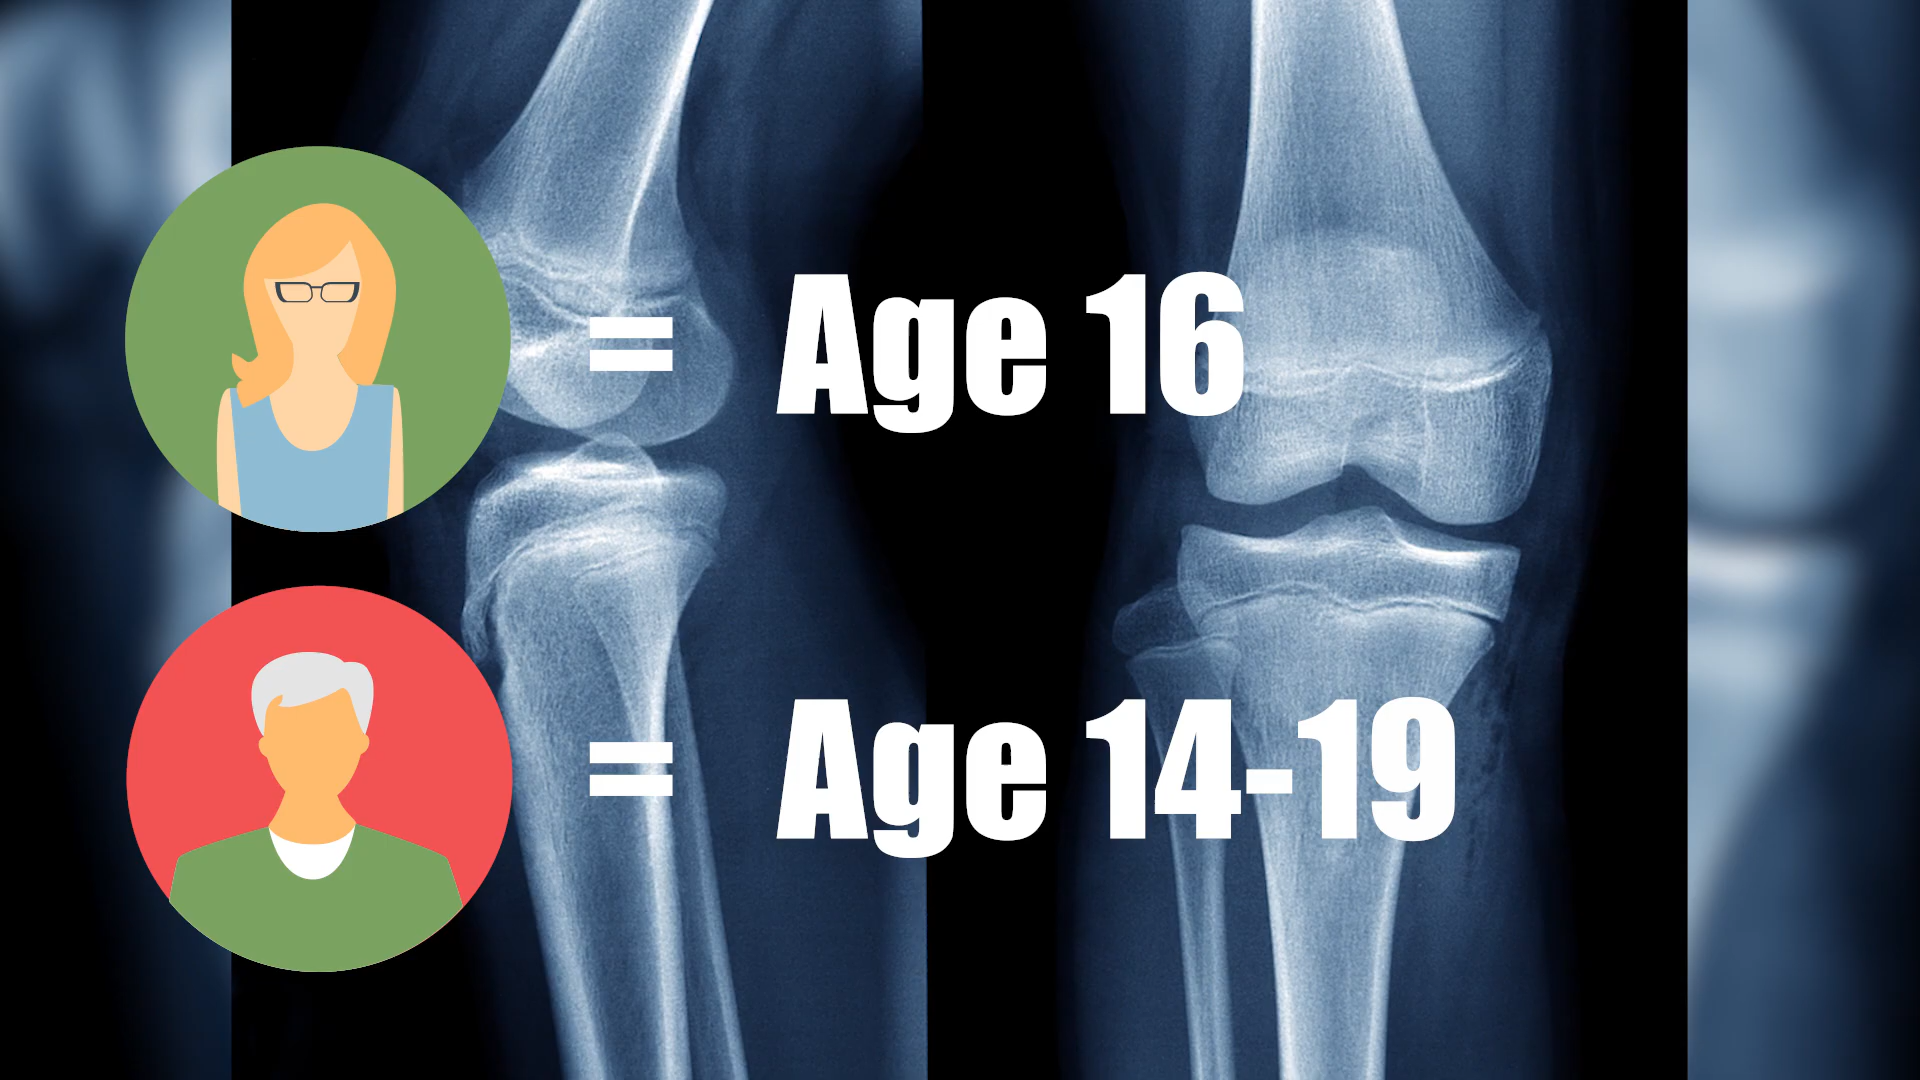 = Age 16
= Age 14-19